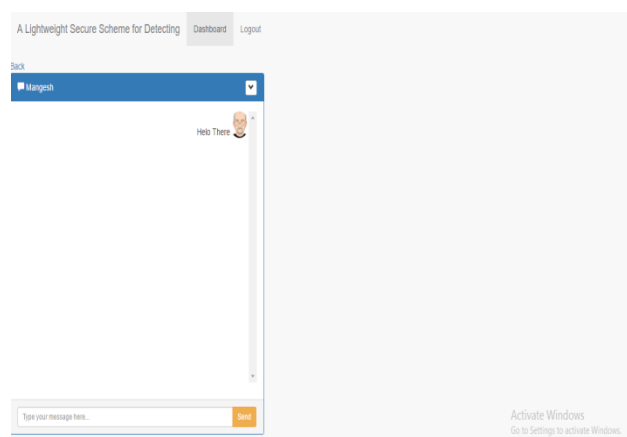 A Lightweight Secure Scheme for Detecting Dashboard Logout
Back
Mangesh
Helo There
Type your message here... Send
Activate Windows
Go to Settings to activate Windows.